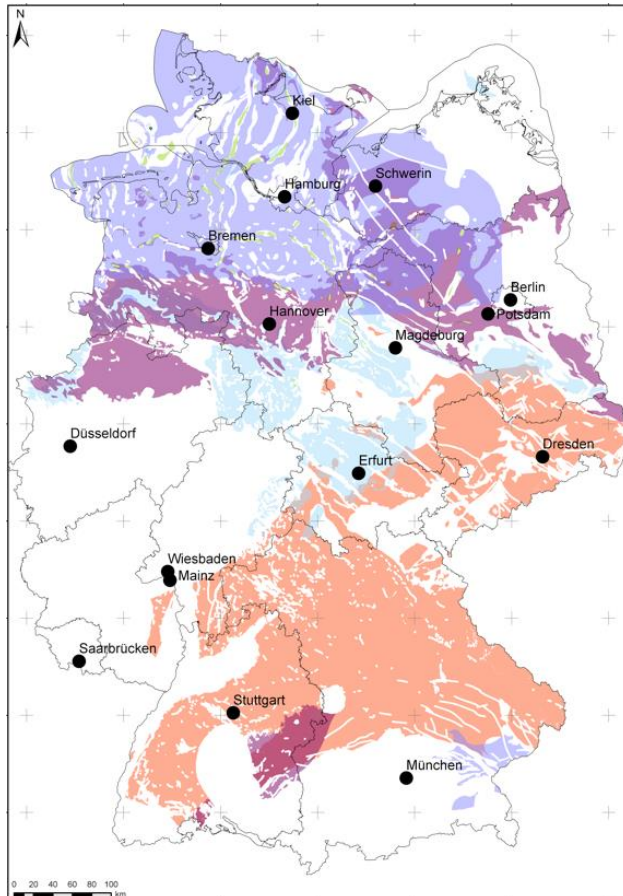 N
Kiel
Schwerin
Hamburg
Bremen
Berlin
Hannover
Potsdam
Magdeburg
Düsseldorf
Dresden
Erfurt
Wiesbaden
Mainz
Saarbrücken
Stuttgart
München
0 20 40 60 80 100
km